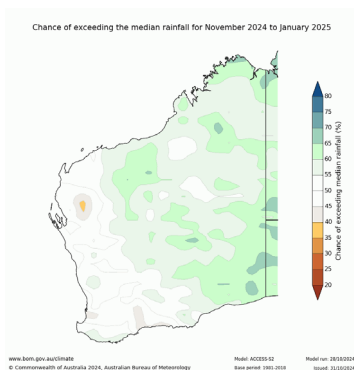 Chance of exceeding the median rainfall for November 2024 to January 2025
80
75
70
65
60
55
50
45
40
35
30
25
20
Chance of exceeding median rainfall (%)
www.bom.gov.au/climate
© Commonwealth of Australia 2024, Australian Bureau of Meteorology
Model: ACCESS-S2
Base period: 1981-2018
Model run: 28/10/2024
Issued: 31/10/2024